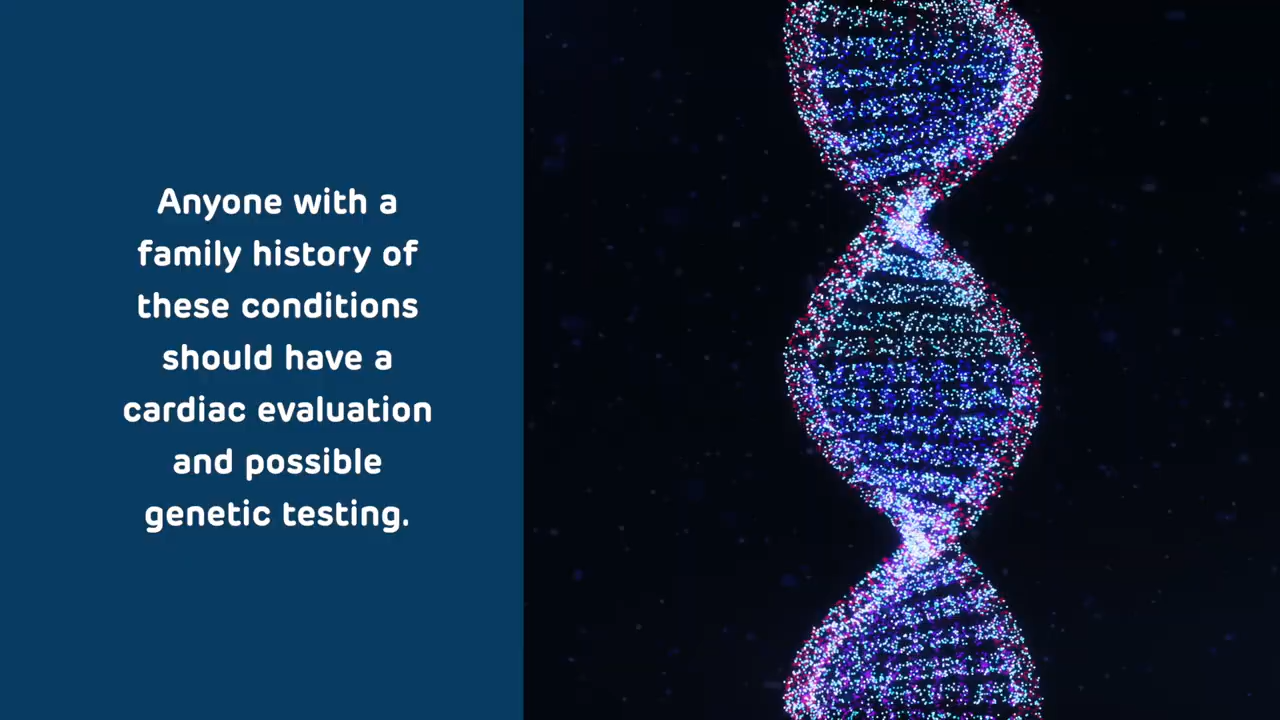 Anyone with a
family history of
these conditions
should have a
cardiac evaluation
and possible
genetic testing.